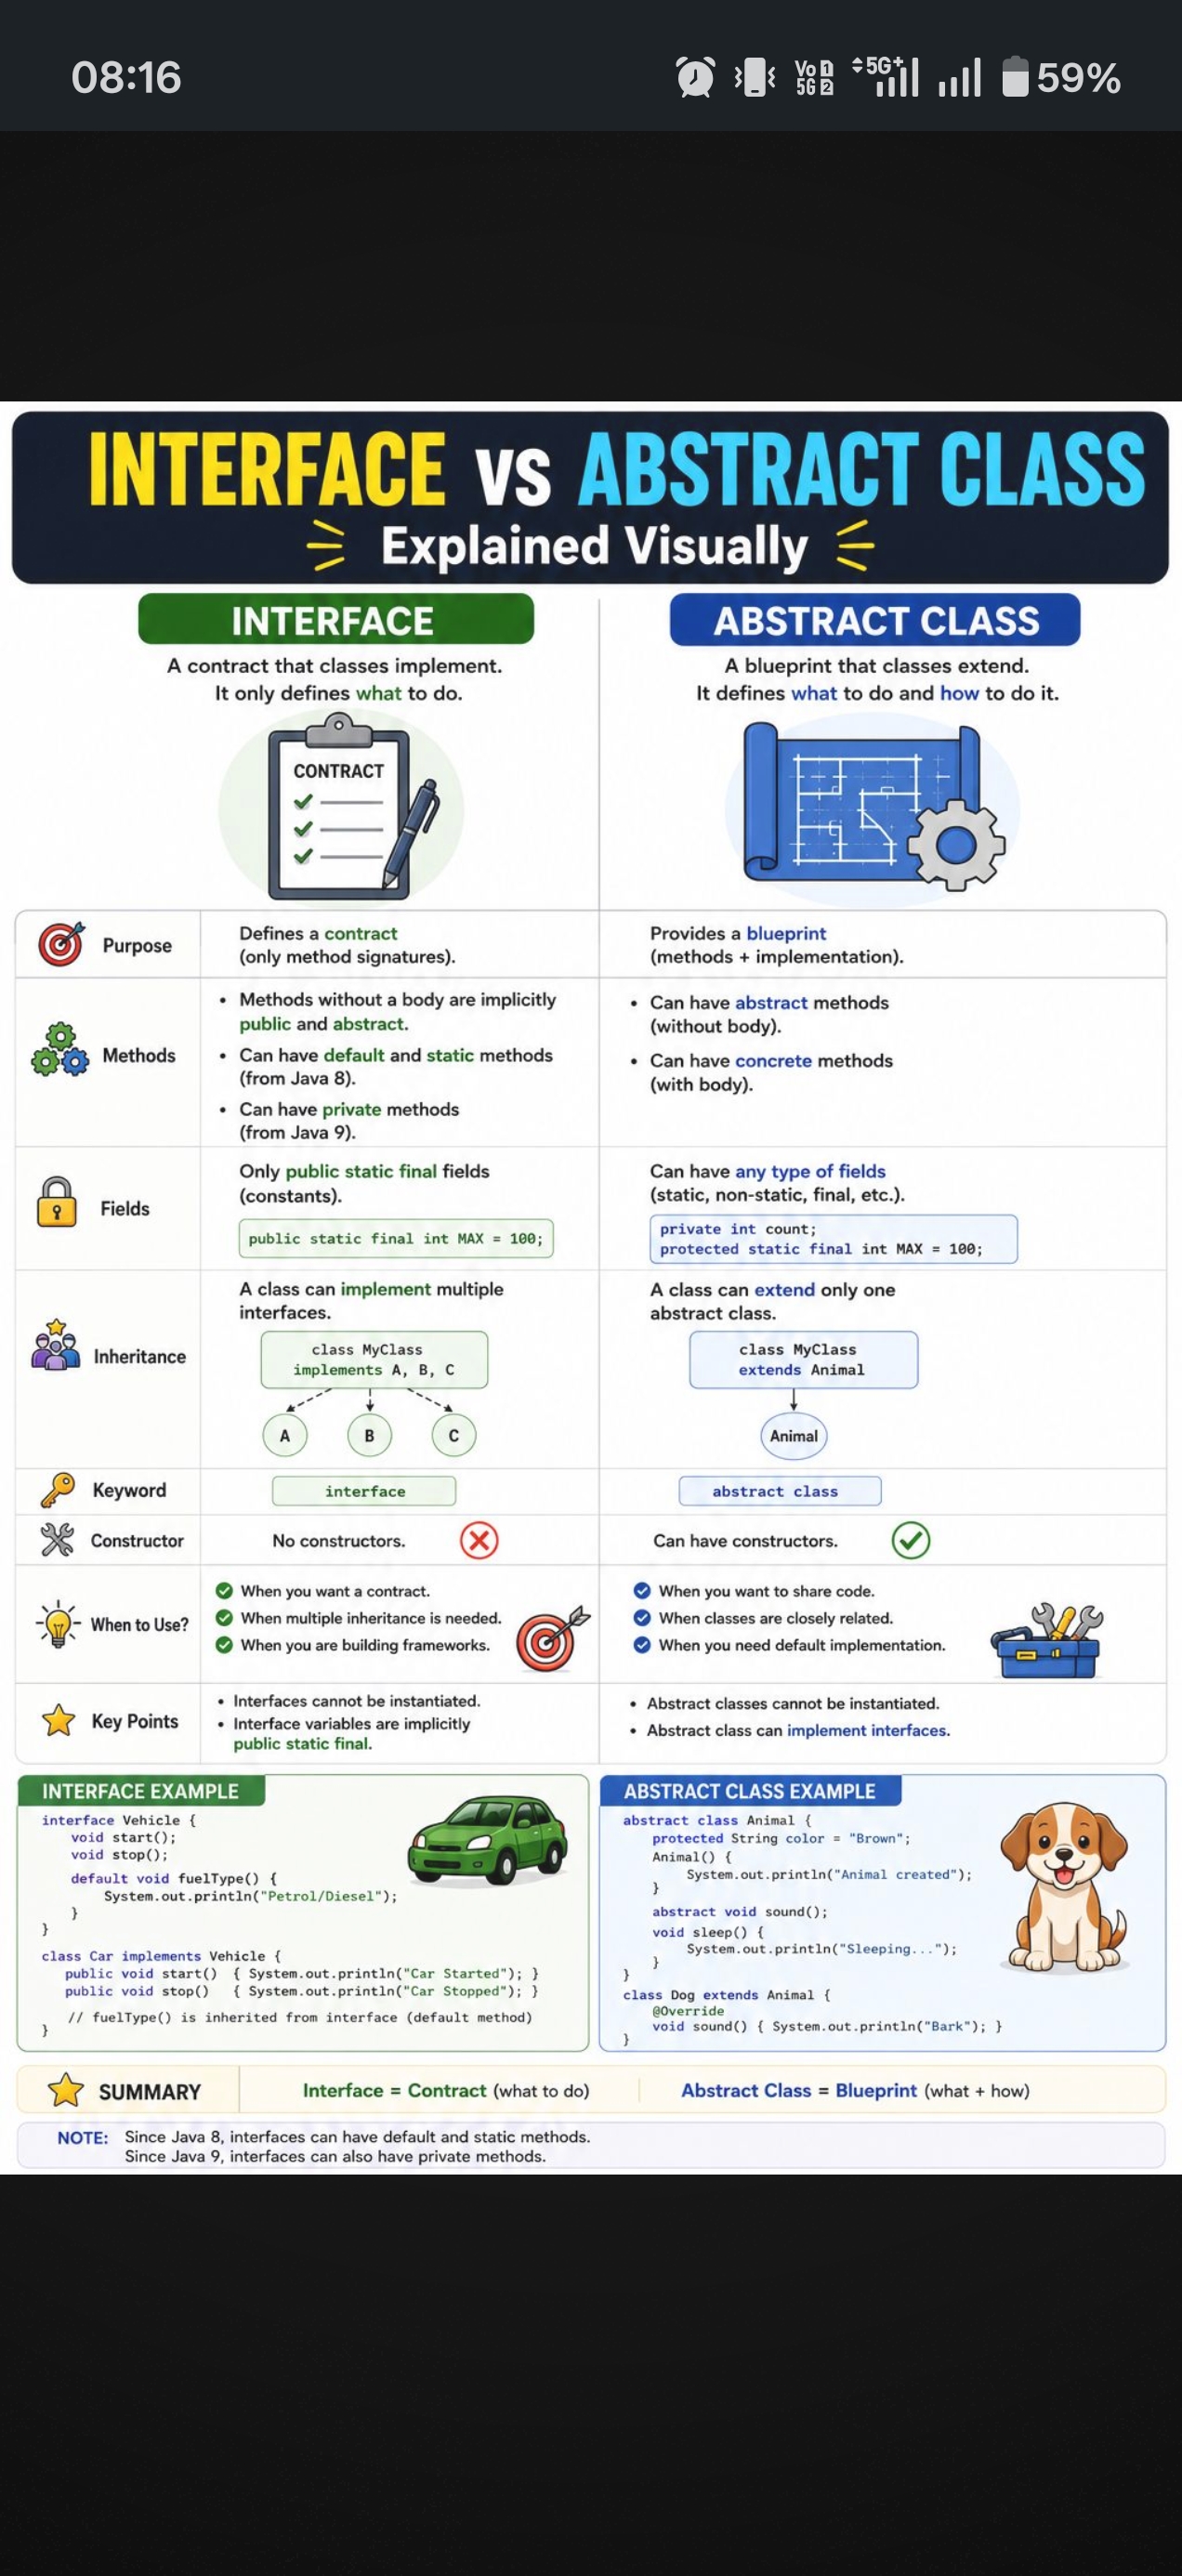 08:16
Vo 1
5G 2
5G+
59%
INTERFACE VS ABSTRACT CLASS
Explained Visually
INTERFACE
A contract that classes implement.
It only defines what to do.
CONTRACT
ABSTRACT CLASS
A blueprint that classes extend.
It defines what to do and how to do it.
Purpose
Defines a contract
(only method signatures).
Provides a blueprint
(methods + implementation).
Methods
• Methods without a body are implicitly
public and abstract.
• Can have default and static methods
(from Java 8).
• Can have private methods
(from Java 9).
• Can have abstract methods
(without body).
• Can have concrete methods
(with body).
Fields
Only public static final fields
(constants).
public static final int MAX = 100;
Can have any type of fields
(static, non-static, final, etc.).
private int count;
protected static final int MAX = 100;
Inheritance
A class can implement multiple
interfaces.
class MyClass
implements A, B, C
A B C
A class can extend only one
abstract class.
class MyClass
extends Animal
Animal
Keyword
interface
abstract class
Constructor
No constructors.
Can have constructors.
When to Use?
When you want a contract.
When multiple inheritance is needed.
When you are building frameworks.
When you want to share code.
When classes are closely related.
When you need default implementation.
Key Points
• Interfaces cannot be instantiated.
• Interface variables are implicitly
public static final.
• Abstract classes cannot be instantiated.
• Abstract class can implement interfaces.
INTERFACE EXAMPLE
interface Vehicle {
void start();
void stop();
default void fuelType() {
System.out.println("Petrol/Diesel");
}
}
class Car implements Vehicle {
public void start() { System.out.println("Car Started"); }
public void stop() { System.out.println("Car Stopped"); }
// fuelType() is inherited from interface (default method)
}
ABSTRACT CLASS EXAMPLE
abstract class Animal {
protected String color = "Brown";
Animal() {
System.out.println("Animal created");
}
abstract void sound();
void sleep() {
System.out.println("Sleeping...");
}
}
class Dog extends Animal {
@Override
void sound() { System.out.println("Bark"); }
}
SUMMARY
Interface = Contract (what to do)
Abstract Class = Blueprint (what + how)
NOTE: Since Java 8, interfaces can have default and static methods.
Since Java 9, interfaces can also have private methods.